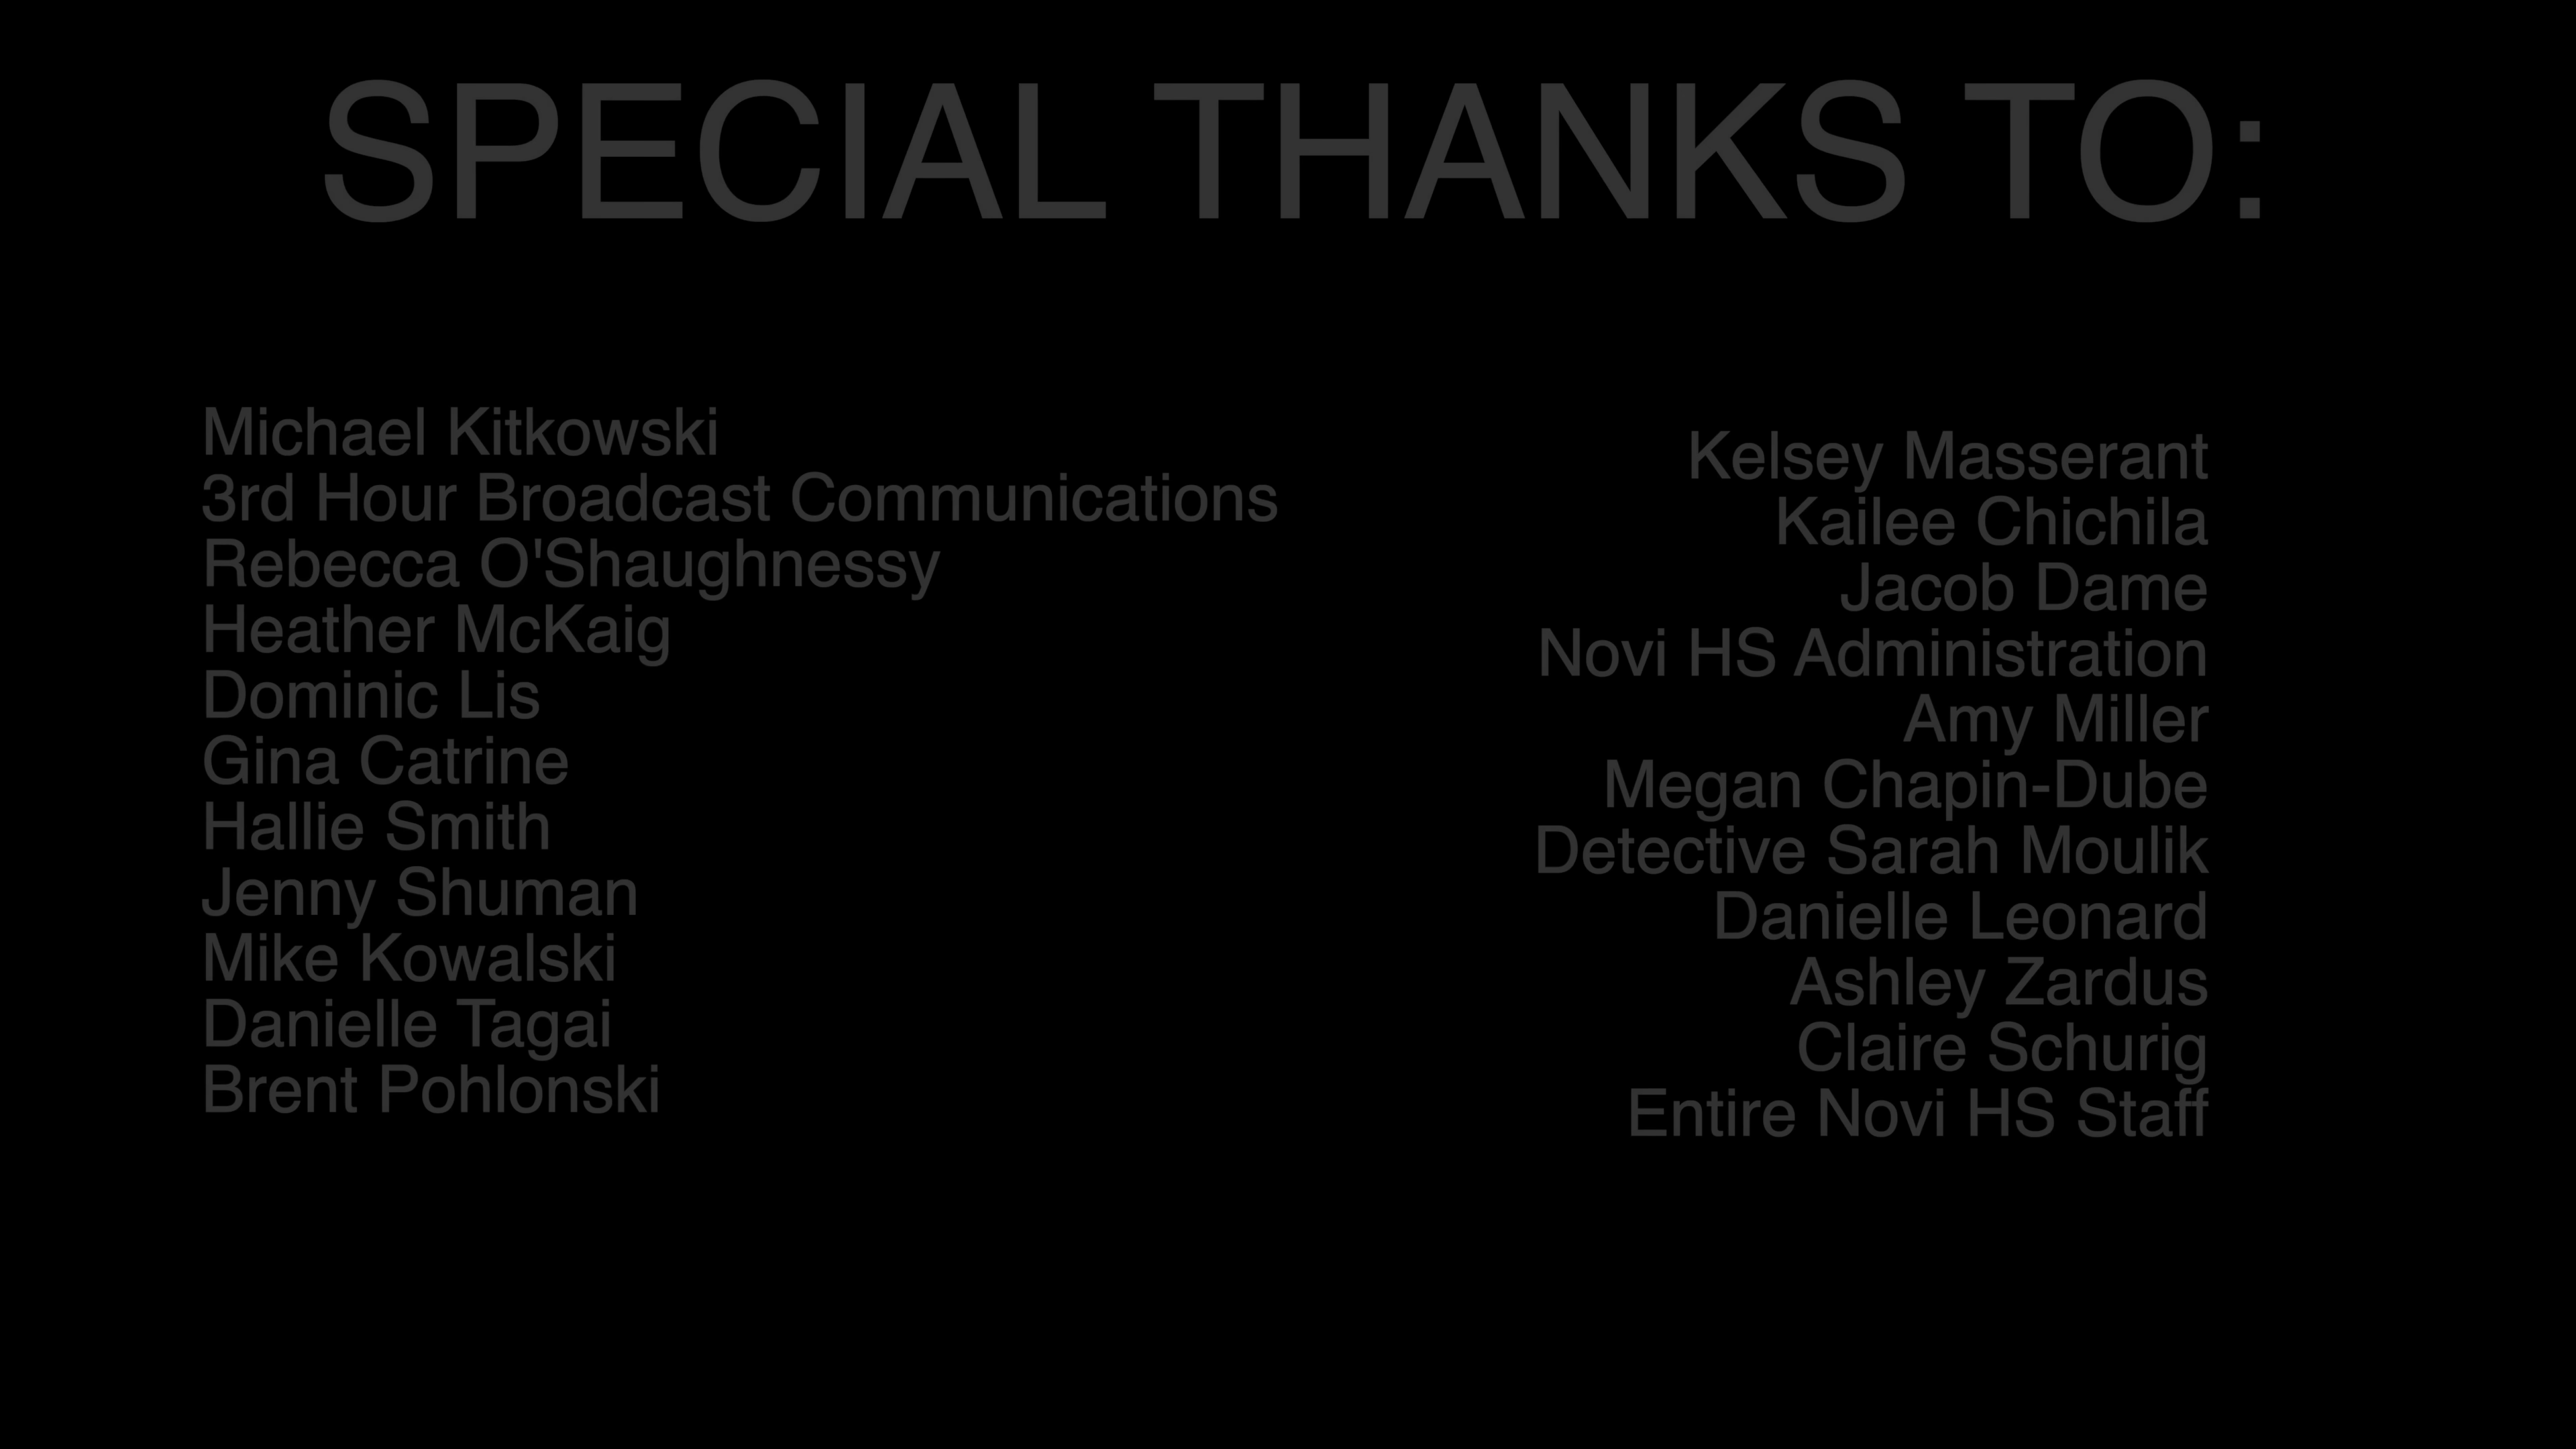 SPECIAL THANKS TO:
Michael Kitkowski
3rd Hour Broadcast Communications
Rebecca O'Shaughnessy
Heather McKaig
Dominic Lis
Gina Catrine
Hallie Smith
Jenny Shuman
Mike Kowalski
Danielle Tagai
Brent Pohlonski
Kelsey Masserant
Kailee Chichila
Jacob Dame
Novi HS Administration
Amy Miller
Megan Chapin-Dube
Detective Sarah Moulik
Danielle Leonard
Ashley Zardus
Claire Schurig
Entire Novi HS Staff